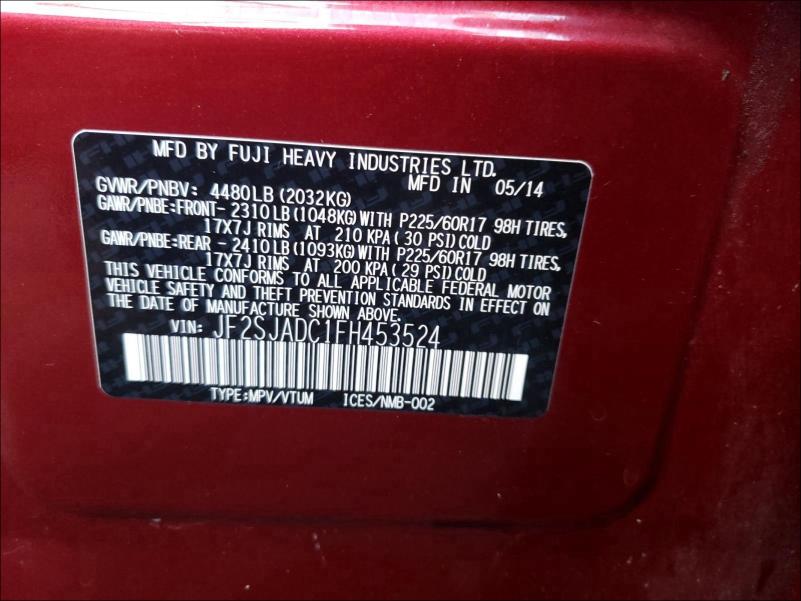 MFD BY FUJI HEAVY INDUSTRIES LTD.
MFD IN 05/14
GVWR/PNBV: 4480LB (2032KG)
GAWR/PNBE:FRONT- 2310LB (1048KG) WITH P225/60R17 98H TIRES,
17X7J RIMS AT 210 KPA ( 30 PSI) COLD
GAWR/PNBE:REAR - 2410LB (1093KG) WITH P225/60R17 98H TIRES,
17X7J RIMS AT 200 KPA ( 29 PSI) COLD
THIS VEHICLE CONFORMS TO ALL APPLICABLE FEDERAL MOTOR
VEHICLE SAFETY AND THEFT PREVENTION STANDARDS IN EFFECT ON
THE DATE OF MANUFACTURE SHOWN ABOVE.
VIN: JF2SJADC1FH453524
TYPE:MPV/VTUM ICES/NMB-002